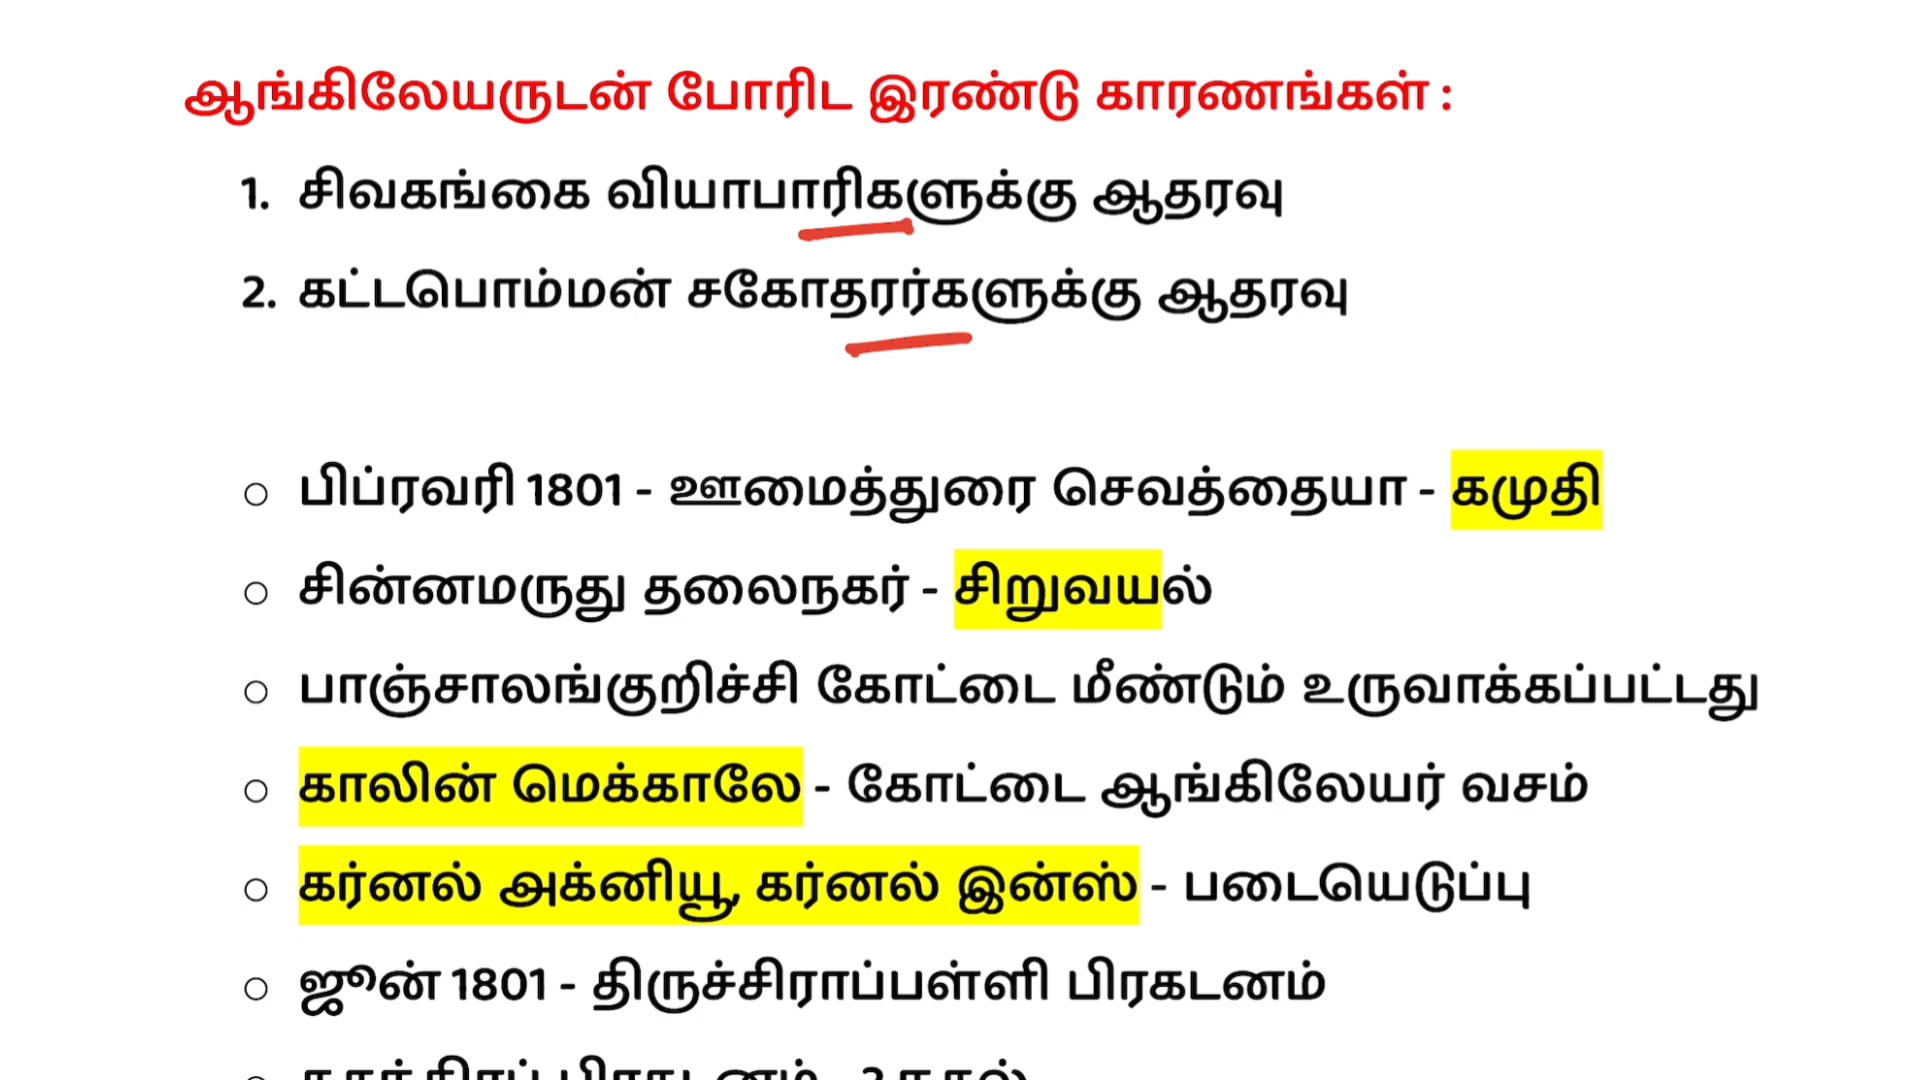 ஆங்கிலேயருடன் போரிட இரண்டு காரணங்கள் :
1. சிவகங்கை வியாபாரிகளுக்கு ஆதரவு
2. கட்டபொம்மன் சகோதரர்களுக்கு ஆதரவு
○ பிப்ரவரி 1801 - ஊமைத்துரை செவத்தையா - கமுதி
○ சின்னமருது தலைநகர் - சிறுவயல்
○ பாஞ்சாலங்குறிச்சி கோட்டை மீண்டும் உருவாக்கப்பட்டது
○ காலின் மெக்காலே - கோட்டை ஆங்கிலேயர் வசம்
○ கர்னல் அக்னியூ, கர்னல் இன்ஸ் - படையெடுப்பு
○ ஜூன் 1801 - திருச்சிராப்பள்ளி பிரகடனம்